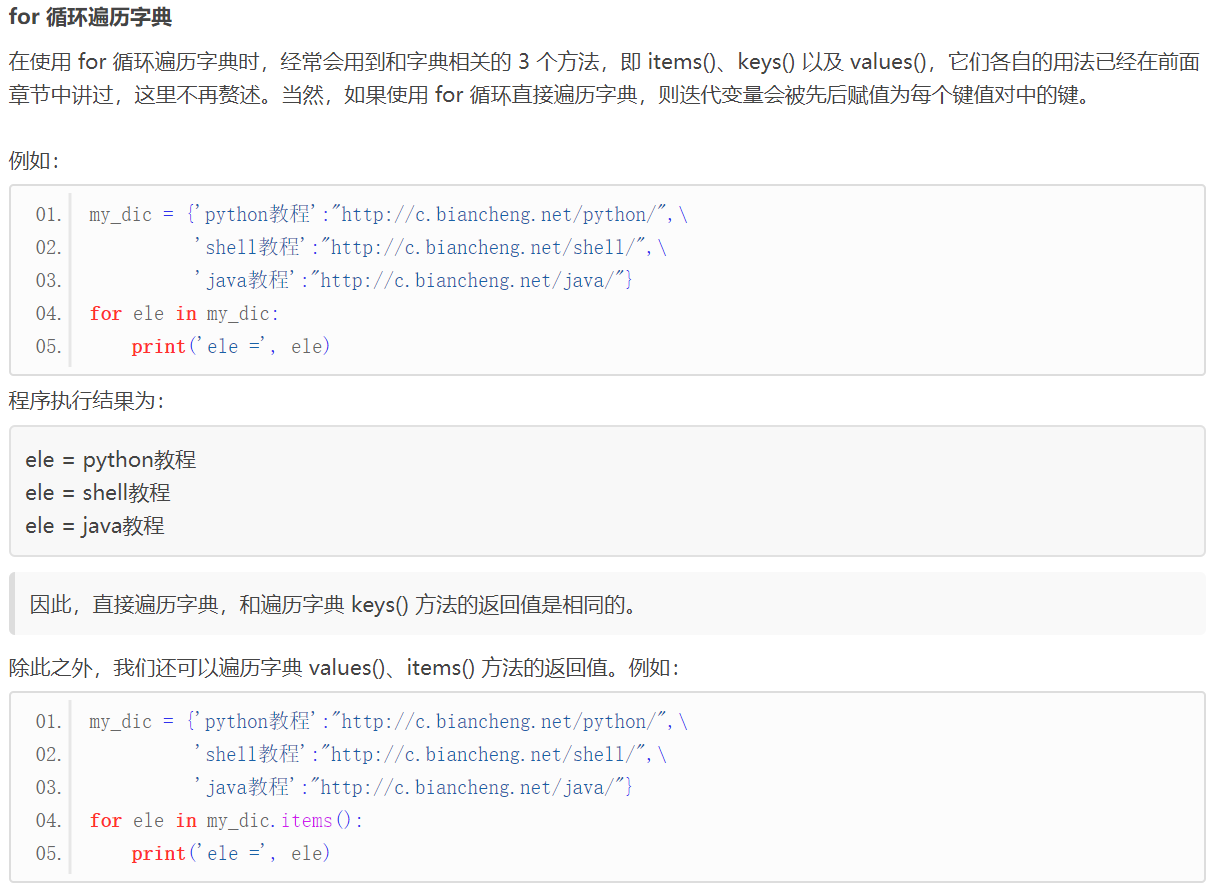 for 循环遍历字典
在使用 for 循环遍历字典时，经常会用到和字典相关的 3 个方法，即 items()、keys() 以及 values()，它们各自的用法已经在前面
章节中讲过，这里不再赘述。当然，如果使用 for 循环直接遍历字典，则迭代变量会被先后赋值为每个键值对中的键。
例如：
01. my_dic = {'python教程':"http://c.biancheng.net/python/",\
02.           'shell教程':"http://c.biancheng.net/shell/",\
03.           'java教程':"http://c.biancheng.net/java/"}
04. for ele in my_dic:
05.     print('ele =', ele)
程序执行结果为：
ele = python教程
ele = shell教程
ele = java教程
因此，直接遍历字典，和遍历字典 keys() 方法的返回值是相同的。
除此之外，我们还可以遍历字典 values()、items() 方法的返回值。例如：
01. my_dic = {'python教程':"http://c.biancheng.net/python/",\
02.           'shell教程':"http://c.biancheng.net/shell/",\
03.           'java教程':"http://c.biancheng.net/java/"}
04. for ele in my_dic.items():
05.     print('ele =', ele)